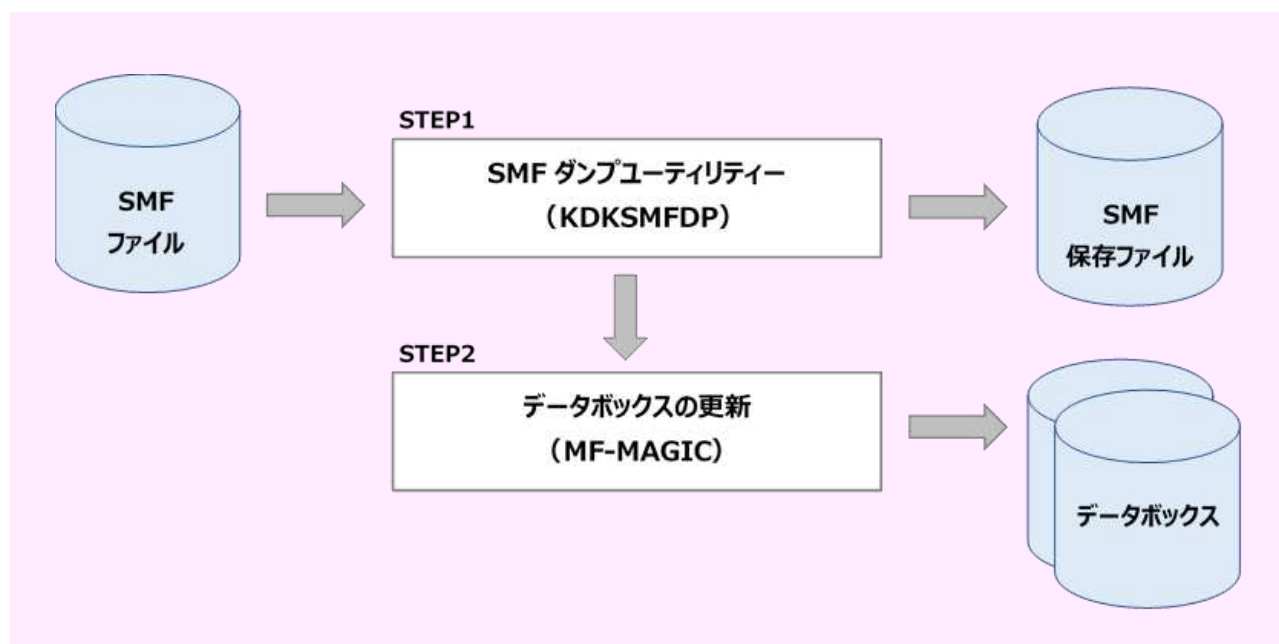 SMF
ファイル
STEP1
SMF ダンプユーティリティー
（KDKSMFDP）
SMF
保存ファイル
STEP2
データボックスの更新
（MF-MAGIC）
データボックス